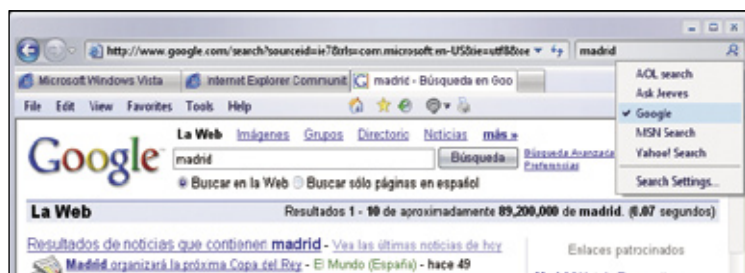 http://www.google.com/search?sourceid=ie7&rls=com.microsoft:en-US&ie=utf8&oe
madrid
Microsoft Windows Vista
Internet Explorer Communit
madrid - Búsqueda en Goo
File Edit View Favorites Tools Help
AOL search
Ask Jeeves
Google
MSN Search
Yahoo! Search
Search Settings...
Google
La Web Imágenes Grupos Directorio Noticias más »
madrid
Búsqueda
Búsqueda Avanzada
Preferencias
Buscar en la Web Buscar sólo páginas en español
La Web
Resultados 1 - 10 de aproximadamente 89,200,000 de madrid. (0.07 segundos)
Resultados de noticias que contienen madrid - Vea las últimas noticias de hoy
Enlaces patrocinados
Madrid organizará la próxima Copa del Rey - El Mundo (España) - hace 49